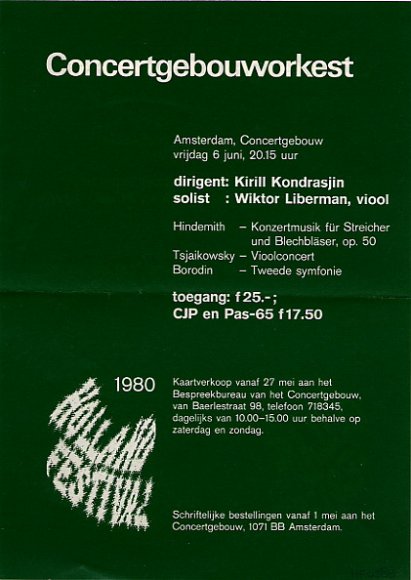 Concertgebouworkest
Amsterdam, Concertgebouw
vrijdag 6 juni, 20.15 uur
dirigent: Kirill Kondrasjin
solist : Wiktor Liberman, viool
Hindemith – Konzertmusik für Streicher
und Blechbläser, op. 50
Tsjaikowsky – Vioolconcert
Borodin – Tweede symfonie
toegang: f 25.-;
CJP en Pas-65 f 17.50
1980
HOLLAND
FESTIVAL
Kaartverkoop vanaf 27 mei aan het
Bespreekbureau van het Concertgebouw,
van Baerlestraat 98, telefoon 718345,
dagelijks van 10.00–15.00 uur behalve op
zaterdag en zondag.
Schriftelijke bestellingen vanaf 1 mei aan het
Concertgebouw, 1071 BB Amsterdam.